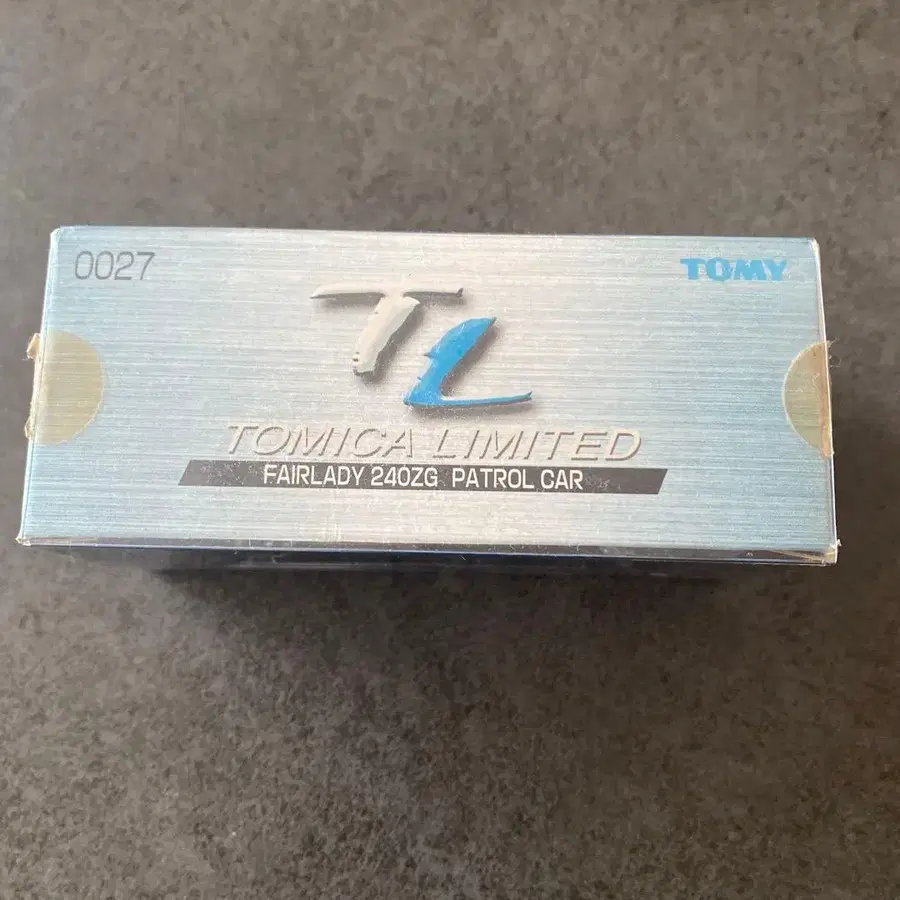 0027
TOMY
TL
TOMICA LIMITED
FAIRLADY 240ZG PATROL CAR